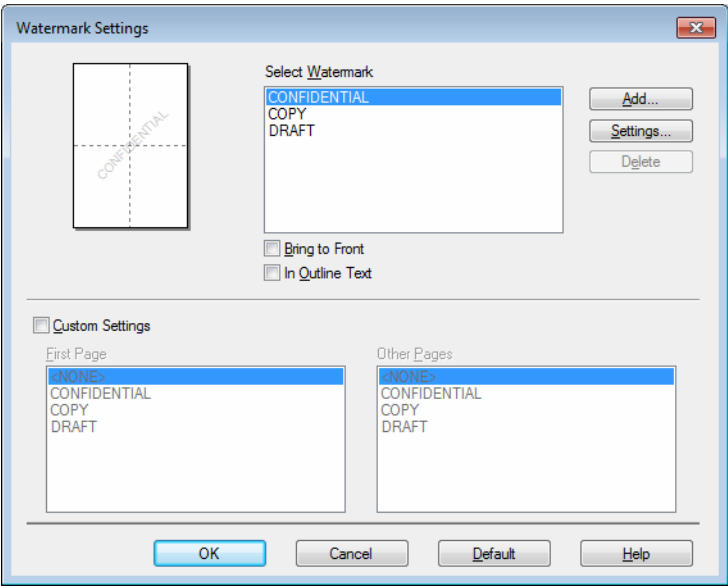 Watermark Settings
Select Watermark
CONFIDENTIAL
CONFIDENTIAL
COPY
DRAFT
Add...
Settings...
Delete
Bring to Front
In Outline Text
Custom Settings
First Page
<NONE>
CONFIDENTIAL
COPY
DRAFT
Other Pages
<NONE>
CONFIDENTIAL
COPY
DRAFT
OK
Cancel
Default
Help